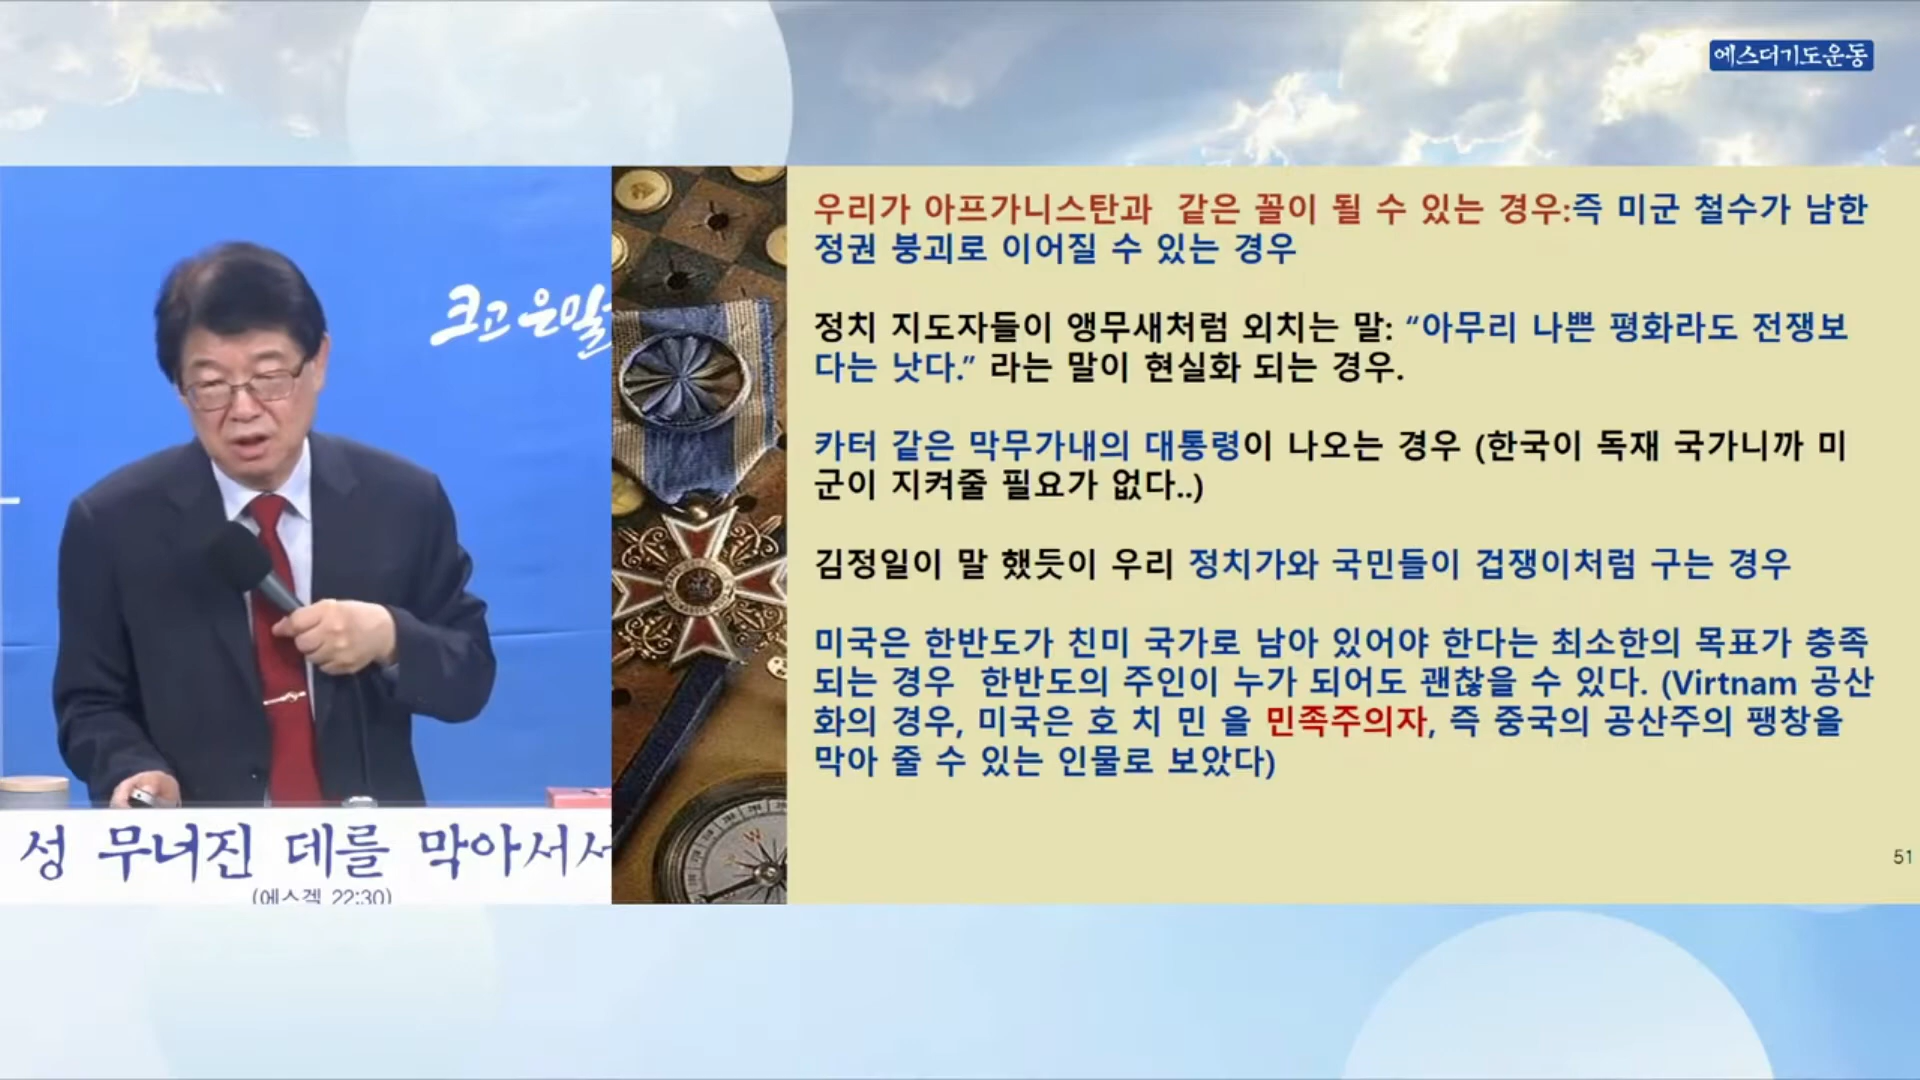 에스더기도운동
크고 은밀
성 무너진 데를 막아서서
(에스겔 22:30)
우리가 아프가니스탄과 같은 꼴이 될 수 있는 경우:즉 미군 철수가 남한
정권 붕괴로 이어질 수 있는 경우
정치 지도자들이 앵무새처럼 외치는 말: “아무리 나쁜 평화라도 전쟁보
다는 낫다.” 라는 말이 현실화 되는 경우.
카터 같은 막무가내의 대통령이 나오는 경우 (한국이 독재 국가니까 미
군이 지켜줄 필요가 없다..)
김정일이 말 했듯이 우리 정치가와 국민들이 겁쟁이처럼 구는 경우
미국은 한반도가 친미 국가로 남아 있어야 한다는 최소한의 목표가 충족
되는 경우 한반도의 주인이 누가 되어도 괜찮을 수 있다. (Virtnam 공산
화의 경우, 미국은 호 치 민 을 민족주의자, 즉 중국의 공산주의 팽창을
막아 줄 수 있는 인물로 보았다)
51